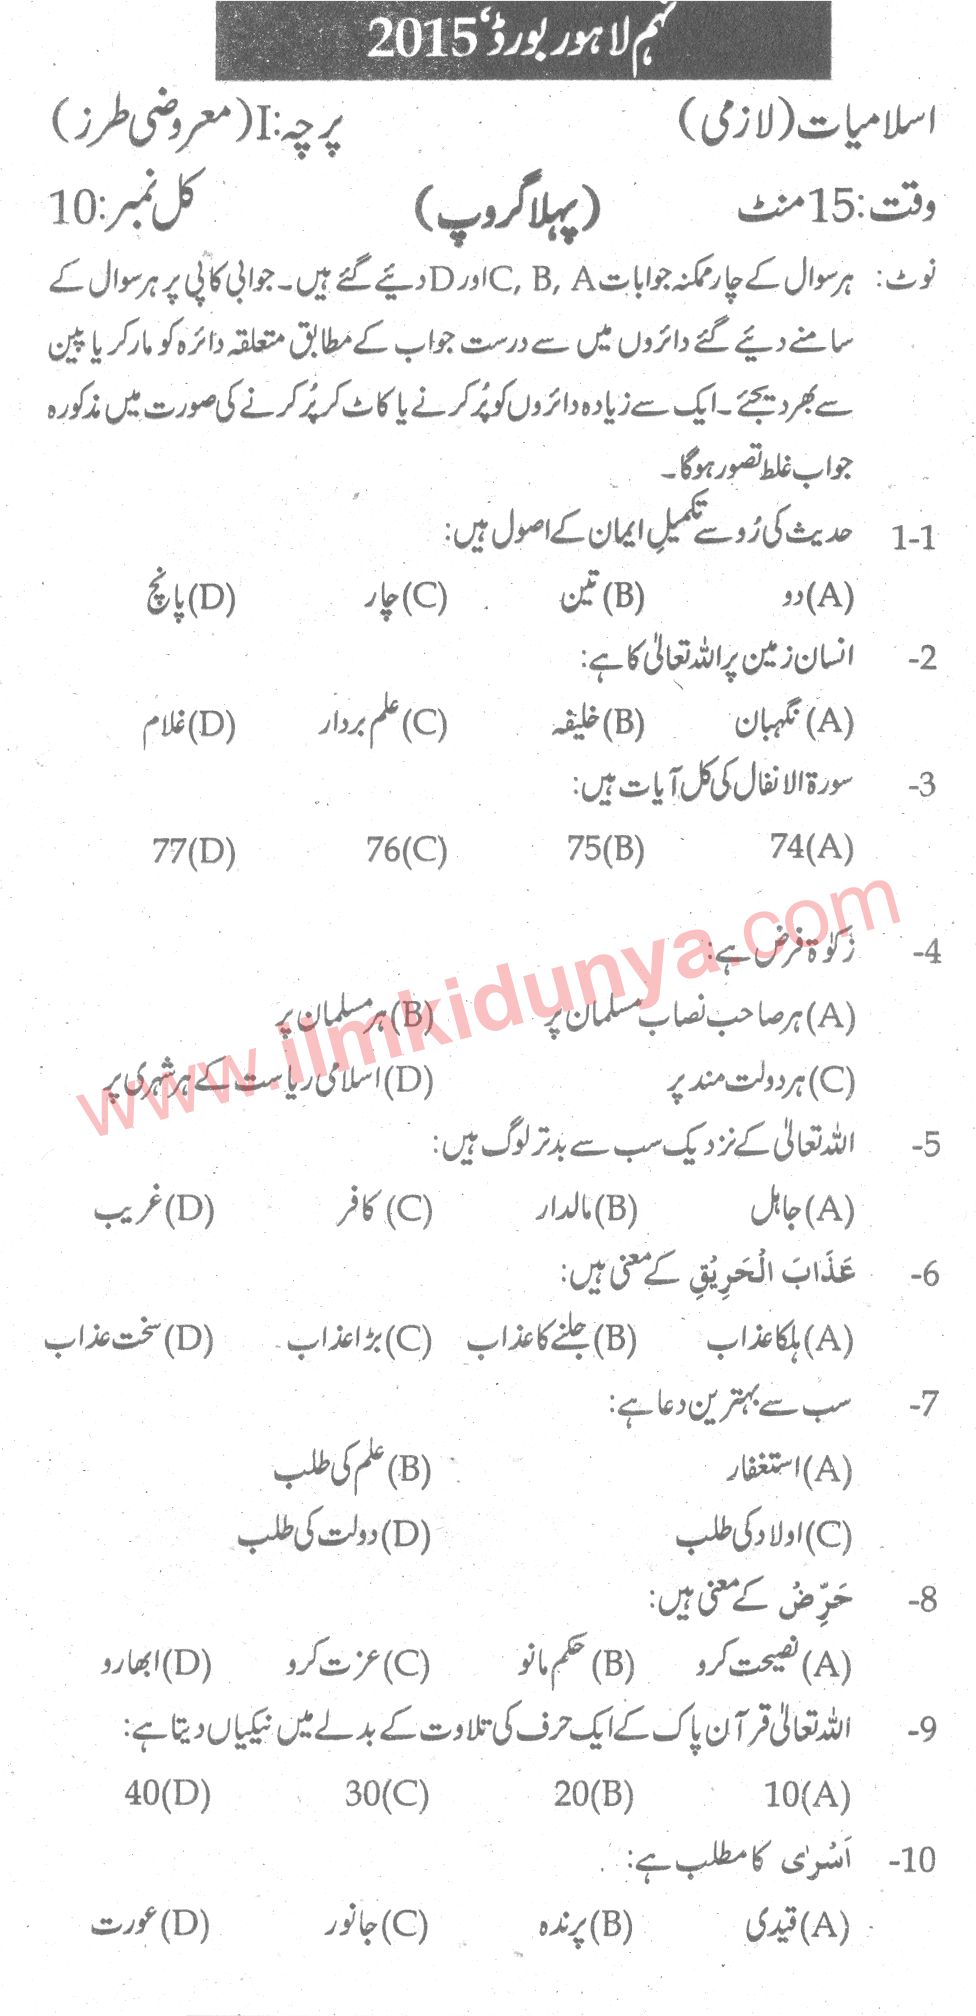 نہم لاہور بورڈ‘ 2015
اسلامیات (لازمی) پرچہ: I (معروضی طرز)
وقت: 15 منٹ (پہلا گروپ) کل نمبر: 10
نوٹ: ہر سوال کے چار ممکنہ جوابات C, B, A اور D دیئے گئے ہیں۔ جوابی کاپی پر ہر سوال کے
سامنے دیئے گئے دائروں میں سے درست جواب کے مطابق متعلقہ دائرہ کو مارکر یا پین
سے بھر دیجئے۔ ایک سے زیادہ دائروں کو پُر کرنے یا کاٹ کر پُر کرنے کی صورت میں مذکورہ
جواب غلط تصور ہوگا۔
1-1 حدیث کی رُو سے تکمیلِ ایمان کے اصول ہیں:
(A) دو (B) تین (C) چار (D) پانچ
2- انسان زمین پر اللہ تعالیٰ کا ہے:
(A) نگہبان (B) خلیفہ (C) علم بردار (D) غلام
3- سورۃ الانفال کی کل آیات ہیں:
(A) 74 (B) 75 (C) 76 (D) 77
4- زکوٰۃ فرض ہے:
(A) ہر صاحب نصاب مسلمان پر (B) ہر مسلمان پر
(C) ہر دولت مند پر (D) اسلامی ریاست کے ہر شہری پر
www.ilmkidunya.com
5- اللہ تعالیٰ کے نزدیک سب سے بدتر لوگ ہیں:
(A) جاہل (B) مالدار (C) کافر (D) غریب
6- عَذَابَ الْحَرِيْقِ کے معنی ہیں:
(A) ہلکا عذاب (B) جلنے کا عذاب (C) بڑا عذاب (D) سخت عذاب
7- سب سے بہترین دعا ہے:
(A) استغفار (B) علم کی طلب
(C) اولاد کی طلب (D) دولت کی طلب
8- حَرِّضْ کے معنی ہیں:
(A) نصیحت کرو (B) حکم مانو (C) عزت کرو (D) ابھارو
9- اللہ تعالیٰ قرآن پاک کے ایک حرف کی تلاوت کے بدلے میں نیکیاں دیتا ہے:
(A) 10 (B) 20 (C) 30 (D) 40
10- اَسْرٰی کا مطلب ہے:
(A) قیدی (B) پرندہ (C) جانور (D) عورت